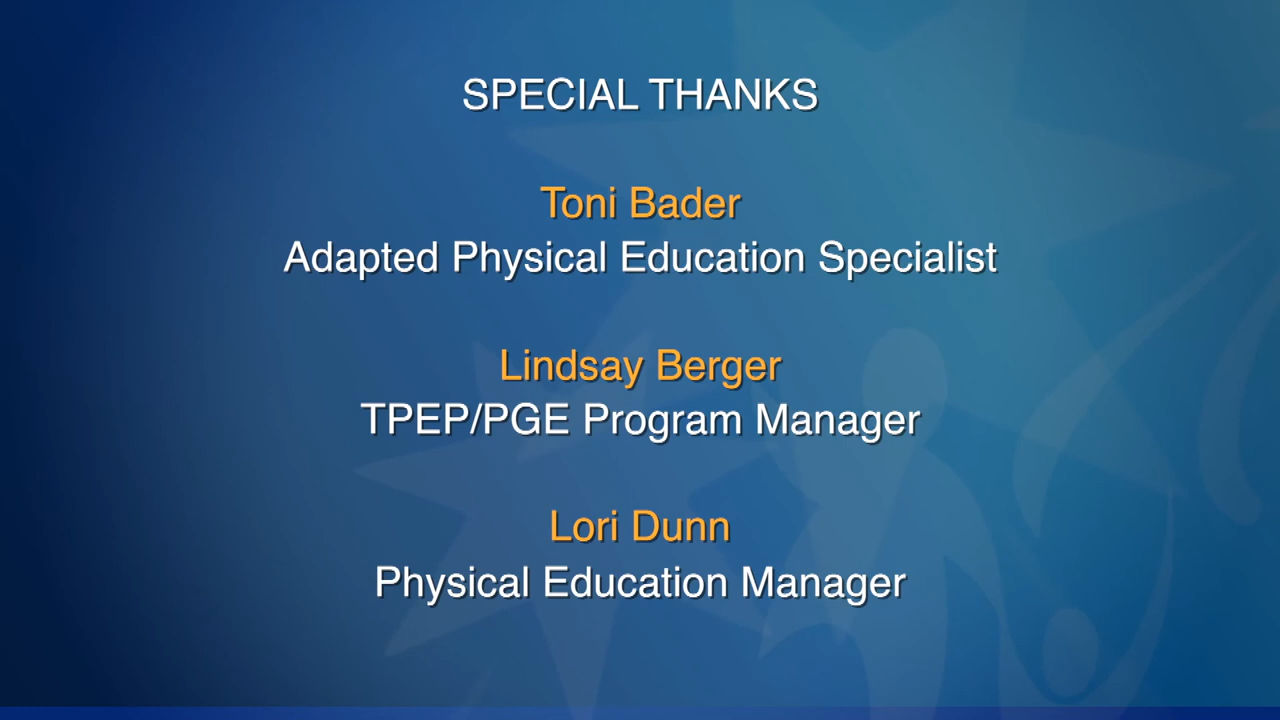 SPECIAL THANKS
Toni Bader
Adapted Physical Education Specialist
Lindsay Berger
TPEP/PGE Program Manager
Lori Dunn
Physical Education Manager